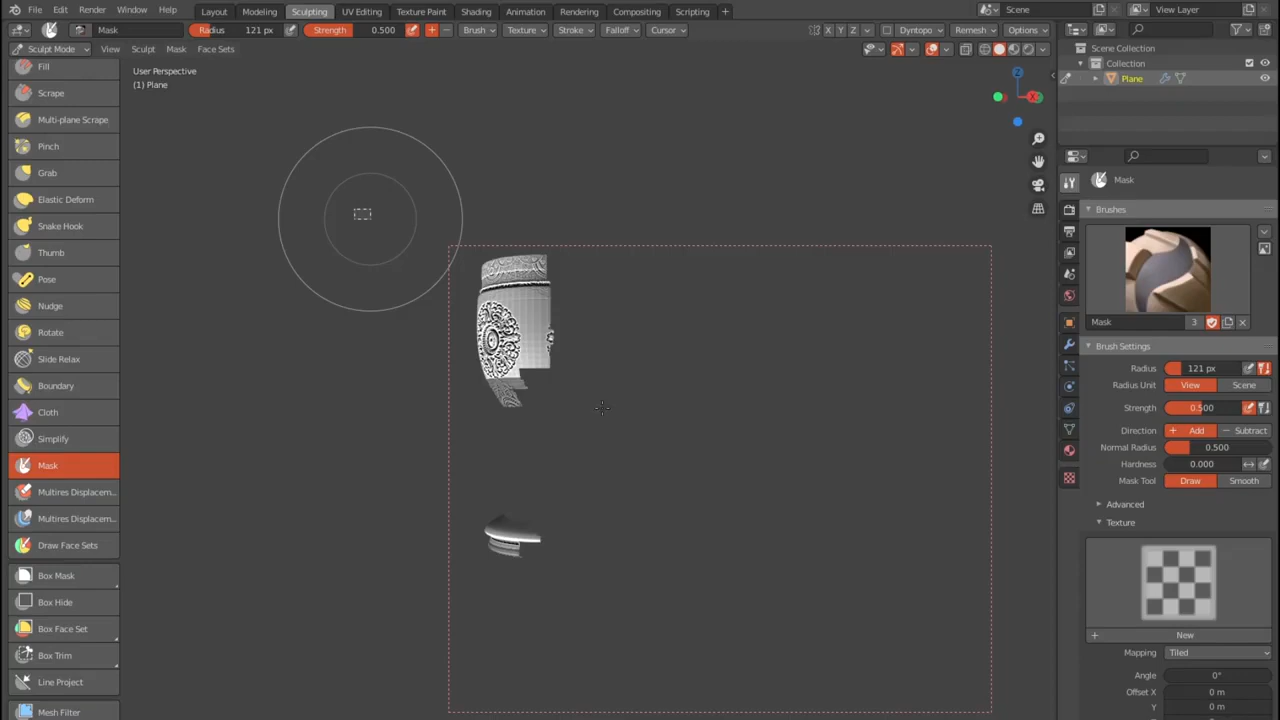 File Edit Render Window Help Layout Modeling Sculpting UV Editing Texture Paint Shading Animation Rendering Compositing Scripting + Scene View Layer
Mask Radius 121 px Strength 0.500 + − Brush Texture Stroke Falloff Cursor X Y Z Dyntopo Remesh Options
Sculpt Mode View Sculpt Mask Face Sets
Scene Collection
Collection
Plane
User Perspective
(1) Plane
Z
X
Fill
Scrape
Multi-plane Scrape
Pinch
Grab
Elastic Deform
Snake Hook
Thumb
Pose
Nudge
Rotate
Slide Relax
Boundary
Cloth
Simplify
Mask
Multires Displacem...
Multires Displacem...
Draw Face Sets
Box Mask
Box Hide
Box Face Set
Box Trim
Line Project
Mesh Filter
Mask
Brushes
Mask 3
Brush Settings
Radius 121 px
Radius Unit View Scene
Strength 0.500
Direction + Add − Subtract
Normal Radius 0.500
Hardness 0.000
Mask Tool Draw Smooth
Advanced
Texture
+ New
Mapping Tiled
Angle 0°
Offset X 0 m
Y 0 m